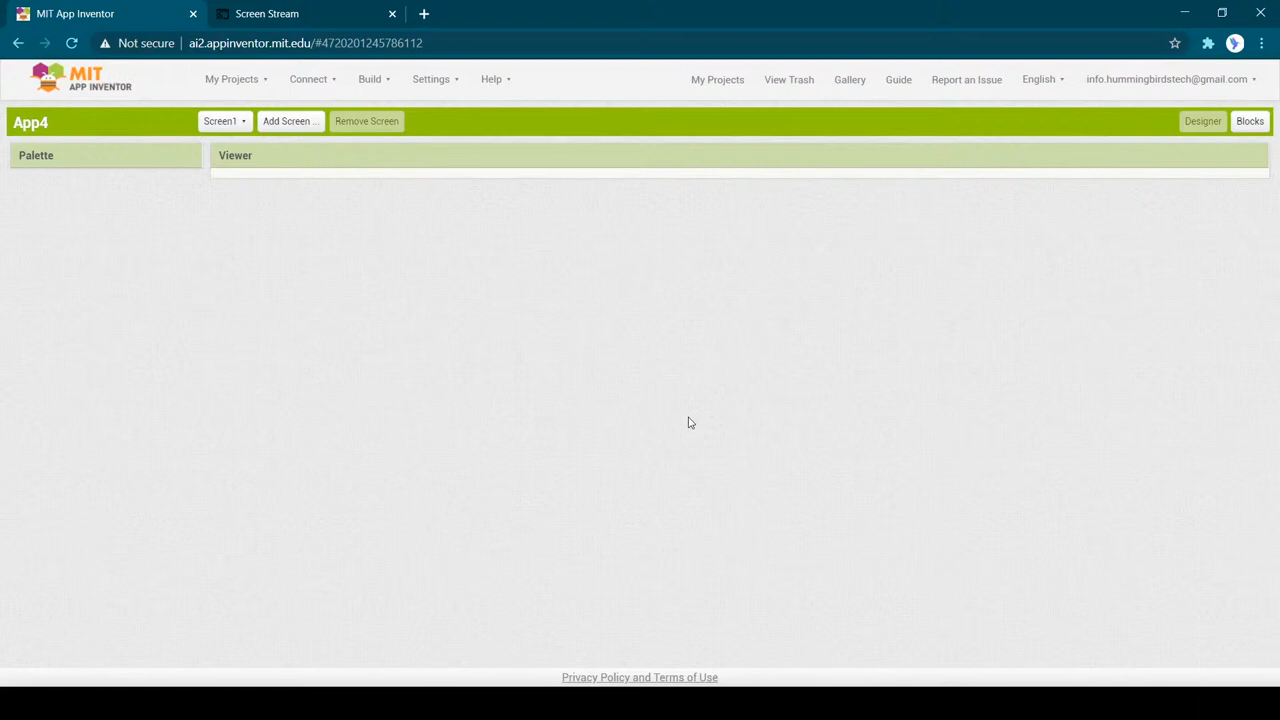 MIT App Inventor
Screen Stream
Not secure
ai2.appinventor.mit.edu/#4720201245786112
MIT
APP INVENTOR
My Projects
Connect
Build
Settings
Help
My Projects
View Trash
Gallery
Guide
Report an Issue
English
info.hummingbirdstech@gmail.com
App4
Screen1
Add Screen ...
Remove Screen
Designer
Blocks
Palette
Viewer
Privacy Policy and Terms of Use